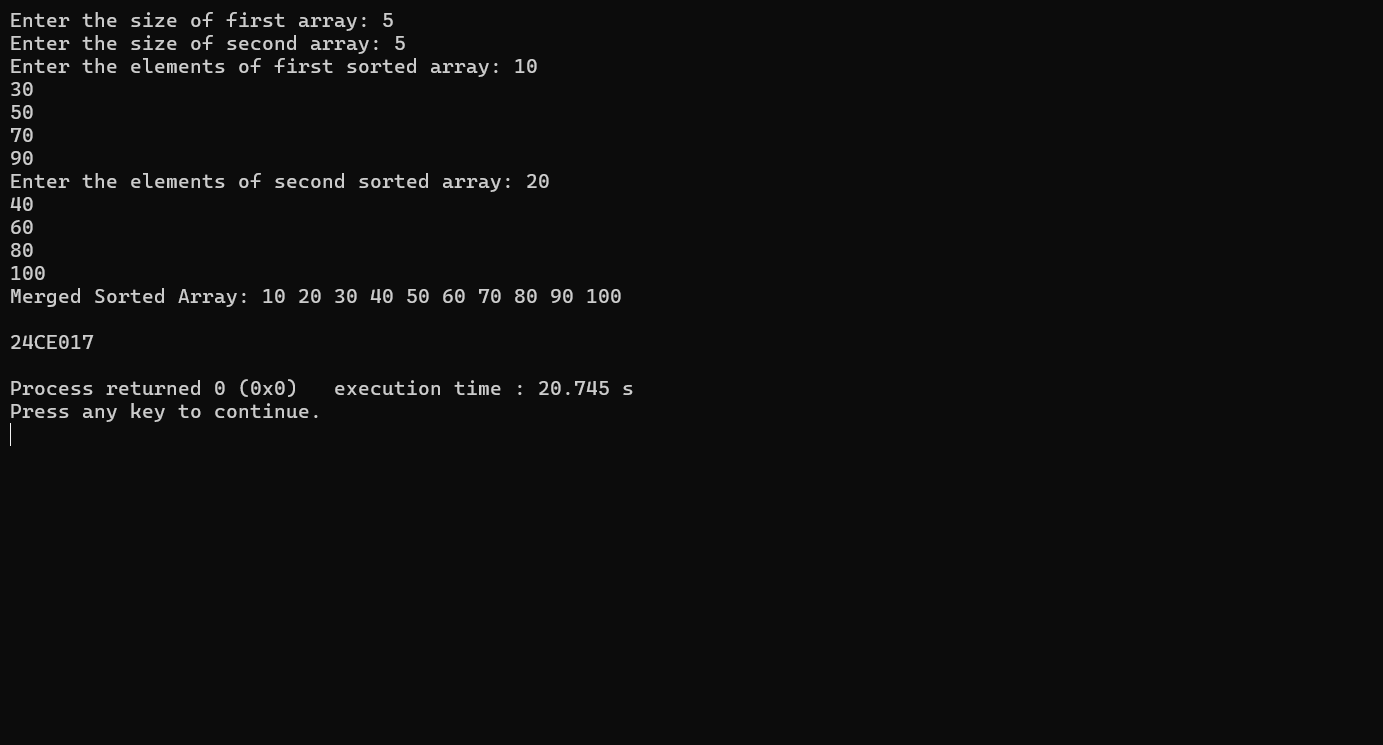 Enter the size of first array: 5
Enter the size of second array: 5
Enter the elements of first sorted array: 10
30
50
70
90
Enter the elements of second sorted array: 20
40
60
80
100
Merged Sorted Array: 10 20 30 40 50 60 70 80 90 100
24CE017
Process returned 0 (0x0)   execution time : 20.745 s
Press any key to continue.